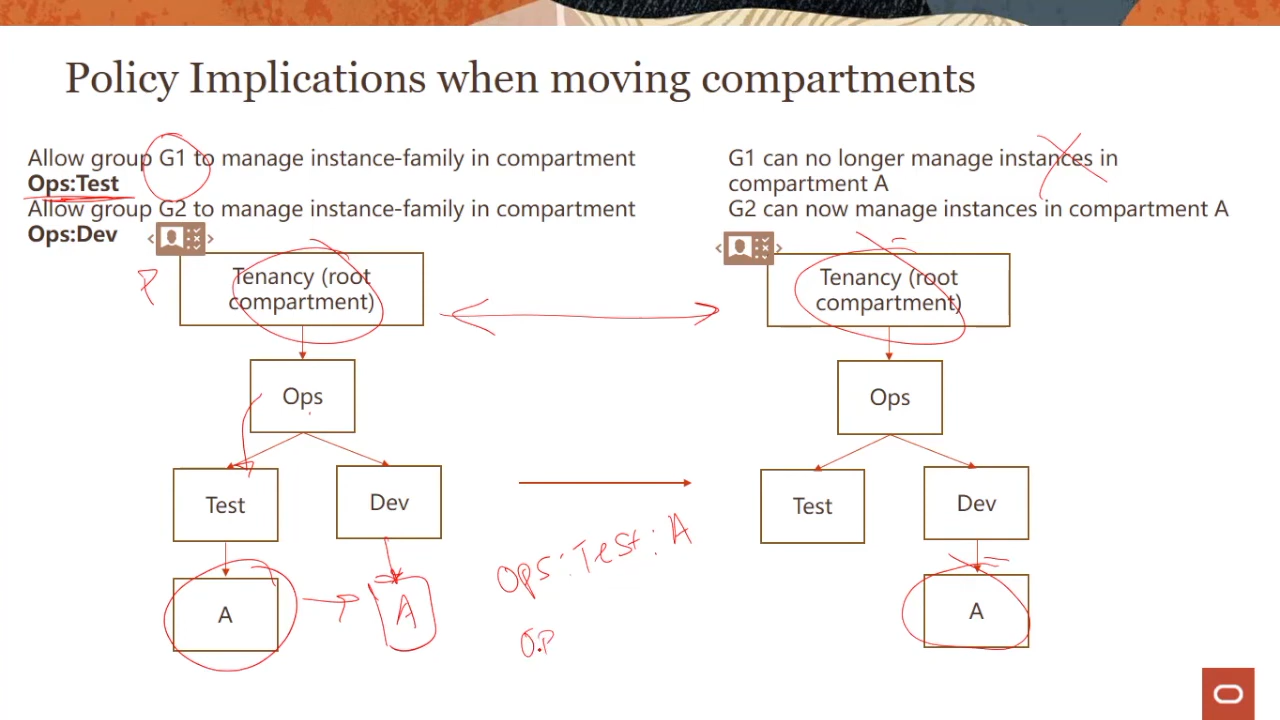 Policy Implications when moving compartments
Allow group G1 to manage instance-family in compartment
Ops:Test
Allow group G2 to manage instance-family in compartment
Ops:Dev
G1 can no longer manage instances in
compartment A
G2 can now manage instances in compartment A
P
Tenancy (root
compartment)
Ops
Test
Dev
A
A
Ops:Test:A
OP
Tenancy (root
compartment)
Ops
Test
Dev
A